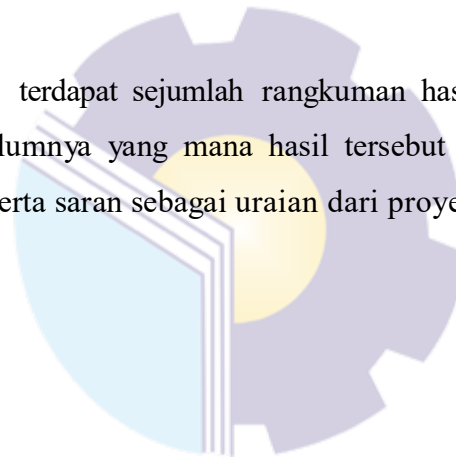 terdapat sejumlah rangkuman has
lumnya yang mana hasil tersebut
erta saran sebagai uraian dari proye